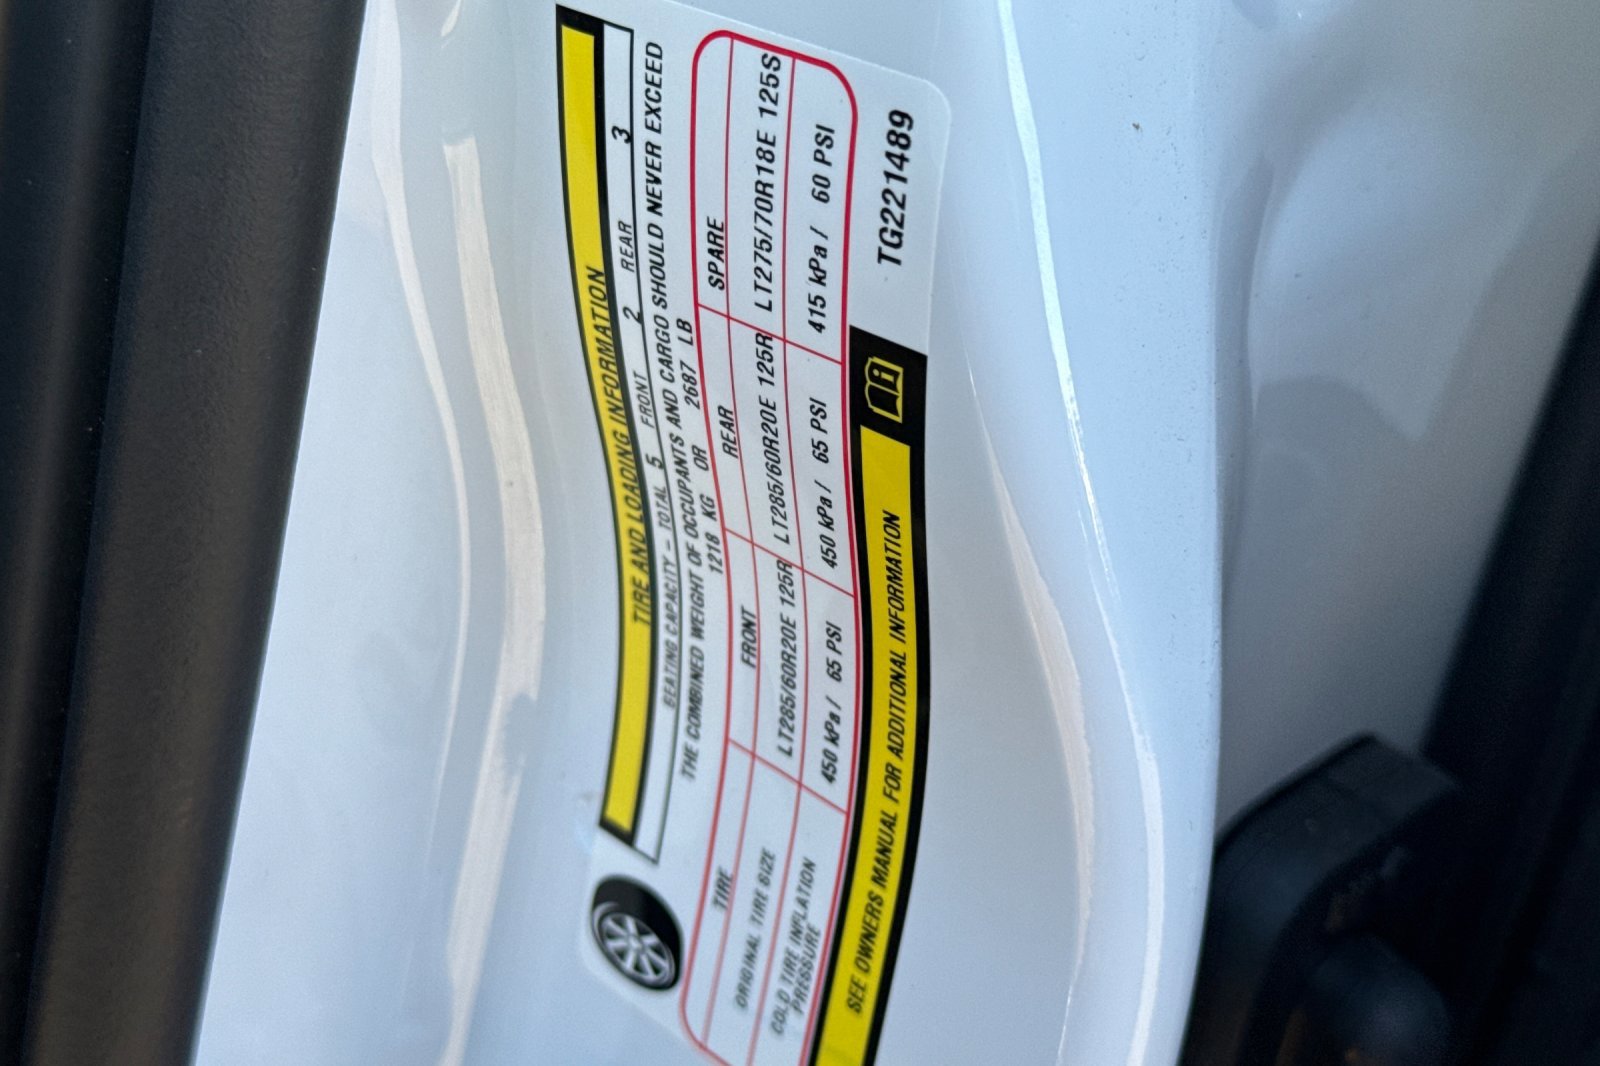 TIRE AND LOADING INFORMATION
SEATING CAPACITY - TOTAL 5 FRONT 2 REAR 3
THE COMBINED WEIGHT OF OCCUPANTS AND CARGO SHOULD NEVER EXCEED
1218 KG OR 2687 LB
TIRE FRONT REAR SPARE
ORIGINAL TIRE SIZE LT285/60R20E 125R LT285/60R20E 125R LT275/70R18E 125S
COLD TIRE INFLATION PRESSURE 450 kPa / 65 PSI 450 kPa / 65 PSI 415 kPa / 60 PSI
SEE OWNERS MANUAL FOR ADDITIONAL INFORMATION
TG221489